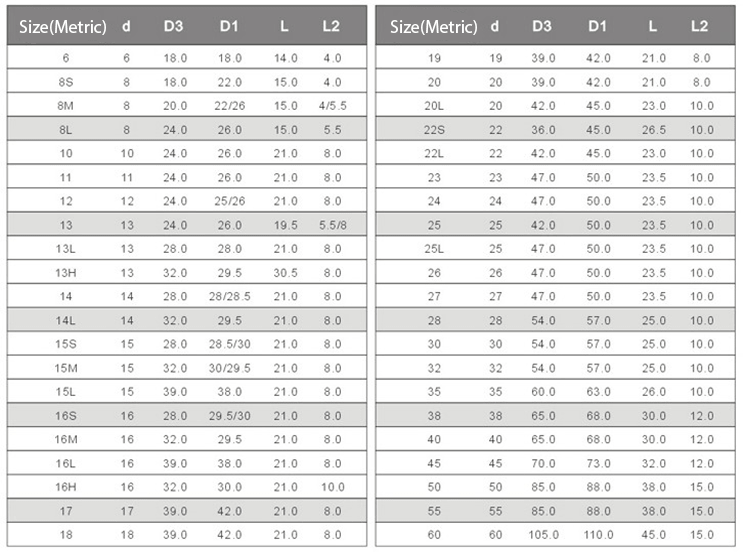 Size(Metric) d D3 D1 L L2
6 6 18.0 18.0 14.0 4.0
8S 8 18.0 22.0 15.0 4.0
8M 8 20.0 22/26 15.0 4/5.5
8L 8 24.0 26.0 15.0 5.5
10 10 24.0 26.0 21.0 8.0
11 11 24.0 26.0 21.0 8.0
12 12 24.0 25/26 21.0 8.0
13 13 24.0 26.0 19.5 5.5/8
13L 13 28.0 28.0 21.0 8.0
13H 13 32.0 29.5 30.5 8.0
14 14 28.0 28/28.5 21.0 8.0
14L 14 32.0 29.5 21.0 8.0
15S 15 28.0 28.5/30 21.0 8.0
15M 15 32.0 30/29.5 21.0 8.0
15L 15 39.0 38.0 21.0 8.0
16S 16 28.0 29.5/30 21.0 8.0
16M 16 32.0 29.5 21.0 8.0
16L 16 39.0 38.0 21.0 8.0
16H 16 32.0 30.0 21.0 10.0
17 17 39.0 42.0 21.0 8.0
18 18 39.0 42.0 21.0 8.0
Size(Metric) d D3 D1 L L2
19 19 39.0 42.0 21.0 8.0
20 20 39.0 42.0 21.0 8.0
20L 20 42.0 45.0 23.0 10.0
22S 22 36.0 45.0 26.5 10.0
22L 22 42.0 45.0 23.0 10.0
23 23 47.0 50.0 23.5 10.0
24 24 47.0 50.0 23.5 10.0
25 25 42.0 50.0 23.5 10.0
25L 25 47.0 50.0 23.5 10.0
26 26 47.0 50.0 23.5 10.0
27 27 47.0 50.0 23.5 10.0
28 28 54.0 57.0 25.0 10.0
30 30 54.0 57.0 25.0 10.0
32 32 54.0 57.0 25.0 10.0
35 35 60.0 63.0 26.0 10.0
38 38 65.0 68.0 30.0 12.0
40 40 65.0 68.0 30.0 12.0
45 45 70.0 73.0 32.0 12.0
50 50 85.0 88.0 38.0 15.0
55 55 85.0 88.0 38.0 15.0
60 60 105.0 110.0 45.0 15.0